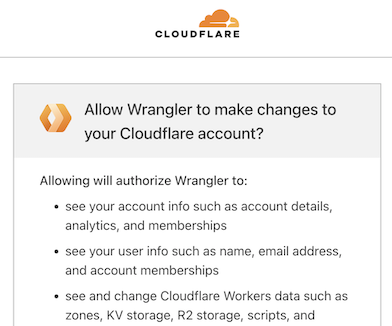 CLOUDFLARE
Allow Wrangler to make changes to
your Cloudflare account?
Allowing will authorize Wrangler to:
• see your account info such as account details,
analytics, and memberships
• see your user info such as name, email address,
and account memberships
• see and change Cloudflare Workers data such as
zones, KV storage, R2 storage, scripts, and